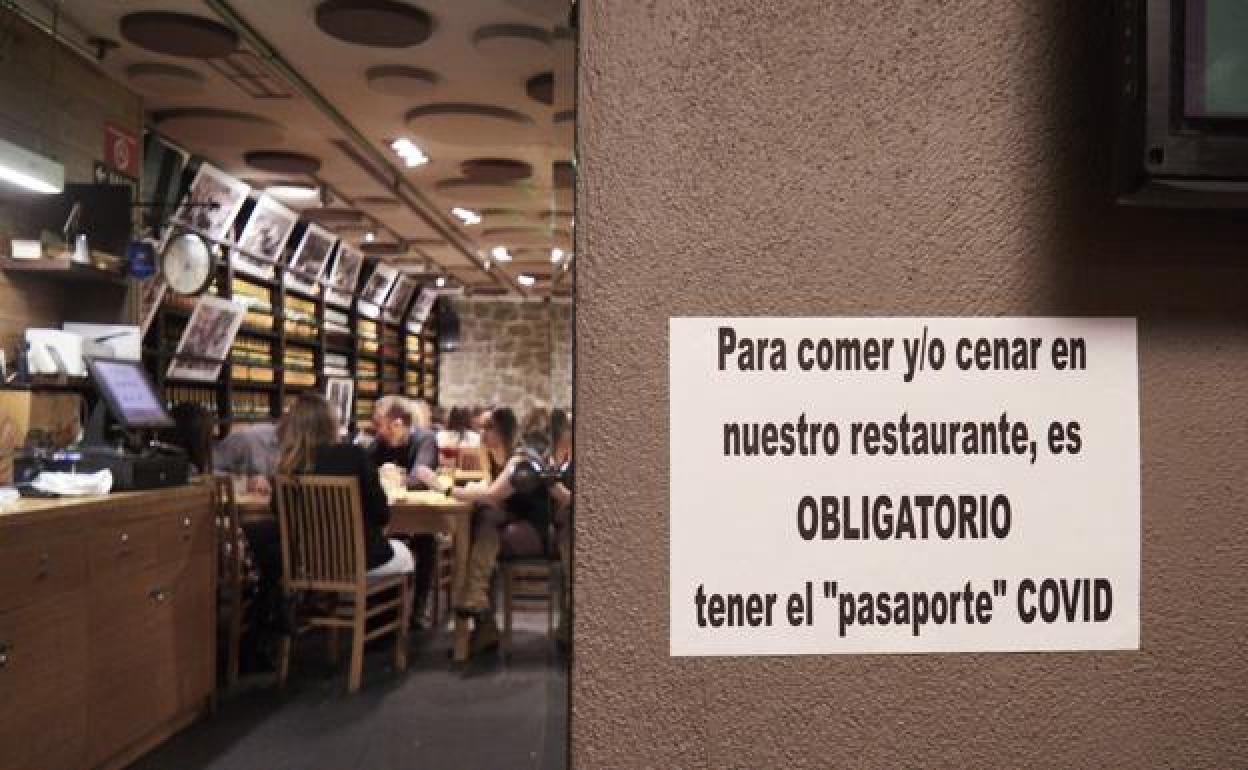 Para comer y/o cenar en
nuestro restaurante, es
OBLIGATORIO
tener el "pasaporte" COVID